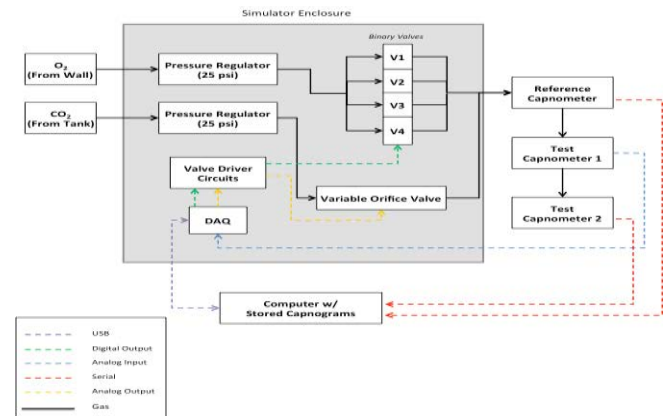 Simulator Enclosure
Binary Valves
O2
(From Wall)
Pressure Regulator
(25 psi)
V1
V2
V3
V4
Reference
Capnometer
CO2
(From Tank)
Pressure Regulator
(25 psi)
Test
Capnometer 1
Valve Driver
Circuits
Variable Orifice Valve
Test
Capnometer 2
DAQ
Computer w/
Stored Capnograms
USB
Digital Output
Analog Input
Serial
Analog Output
Gas